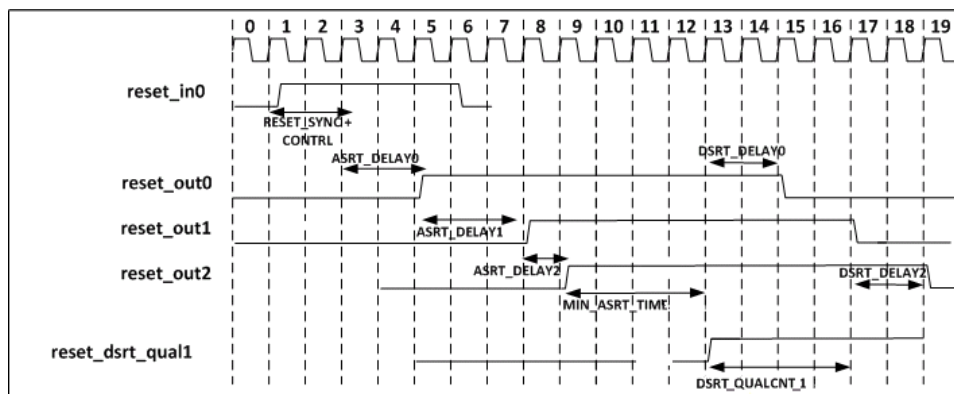 0 1 2 3 4 5 6 7 8 9 10 11 12 13 14 15 16 17 18 19
reset_in0
RESET_SYNC+
CONTRL
ASRT_DELAY0
DSRT_DELAY0
reset_out0
reset_out1
ASRT_DELAY1
reset_out2
ASRT_DELAY2
DSRT_DELAY2
MIN_ASRT_TIME
reset_dsrt_qual1
DSRT_QUALCNT_1